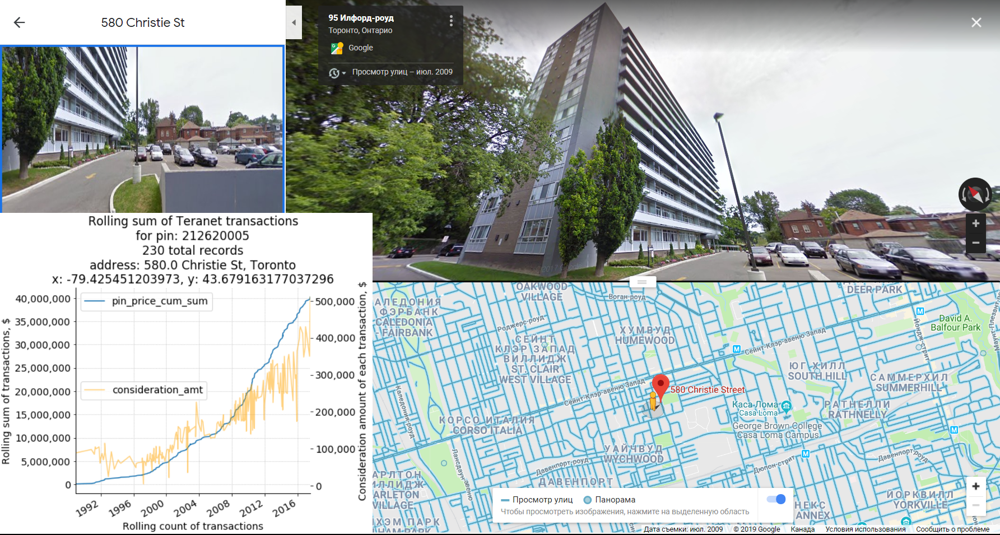 580 Christie St
95 Илфорд-роуд
Торонто, Онтарио
Google
Просмотр улиц – июл. 2009
Rolling sum of Teranet transactions
for pin: 212620005
230 total records
address: 580.0 Christie St, Toronto
x: -79.425451203973, y: 43.679163177037296
Rolling sum of transactions, $
40,000,000
35,000,000
30,000,000
25,000,000
20,000,000
15,000,000
10,000,000
5,000,000
0
pin_price_cum_sum
consideration_amt
500,000
400,000
300,000
200,000
100,000
0
Consideration amount of each transaction, $
1992
1996
2000
2004
2008
2012
2016
Rolling count of transactions
OAKWOOD
VILLAGE
Воган-роуд
DEER PARK
АЛЕДОНИЯ
ФЭРБАНК
CALEDONIA
- FAIRBANK
Роджерс-роуд
ХУМВУД
HUMEWOOD
David A.
Balfour Park
Йондж-стрит
СЕЙНТ
КЛЭР ЗАПАД
ВИЛЛИДЖ
ST. CLAIR
WEST VILLAGE
M
Сейнт-Клэр-авеню Запад
M
ЮГ ХИЛЛ
SOUTH HILL
САММЕРХИЛ
SUMMERHILL
580 Christie Street
Сейнт-Клэр-авеню Запад
Каледония-роуд
Каса Лома
Casa Loma
РАТНЕЛЛИ
RATHNELLY
КОРСО ИТАЛИЯ
CORSO ITALIA
George Brown College
Casa Loma Campus
M
УАЙЧВУД
WYCHWOOD
M
Лансдаун-авеню
Давенпорт-роуд
Дюпон-стрит
Давенпорт-роуд
АРЛТОН
ИЛЛИДЖ
ARLETON
VILLAGE
ДАВЕНПОРТ
Просмотр улиц
Панорама
Чтобы просмотреть изображения, нажмите на выделенную область
НЕКС
ANNEX
ЙОРКВИЛЛ
YORKVILLE
ХЭМ ПАРК
HAM PARK
Дата съемки: июл. 2009
© 2019 Google
Канада
Условия использования
Сообщить о проблеме